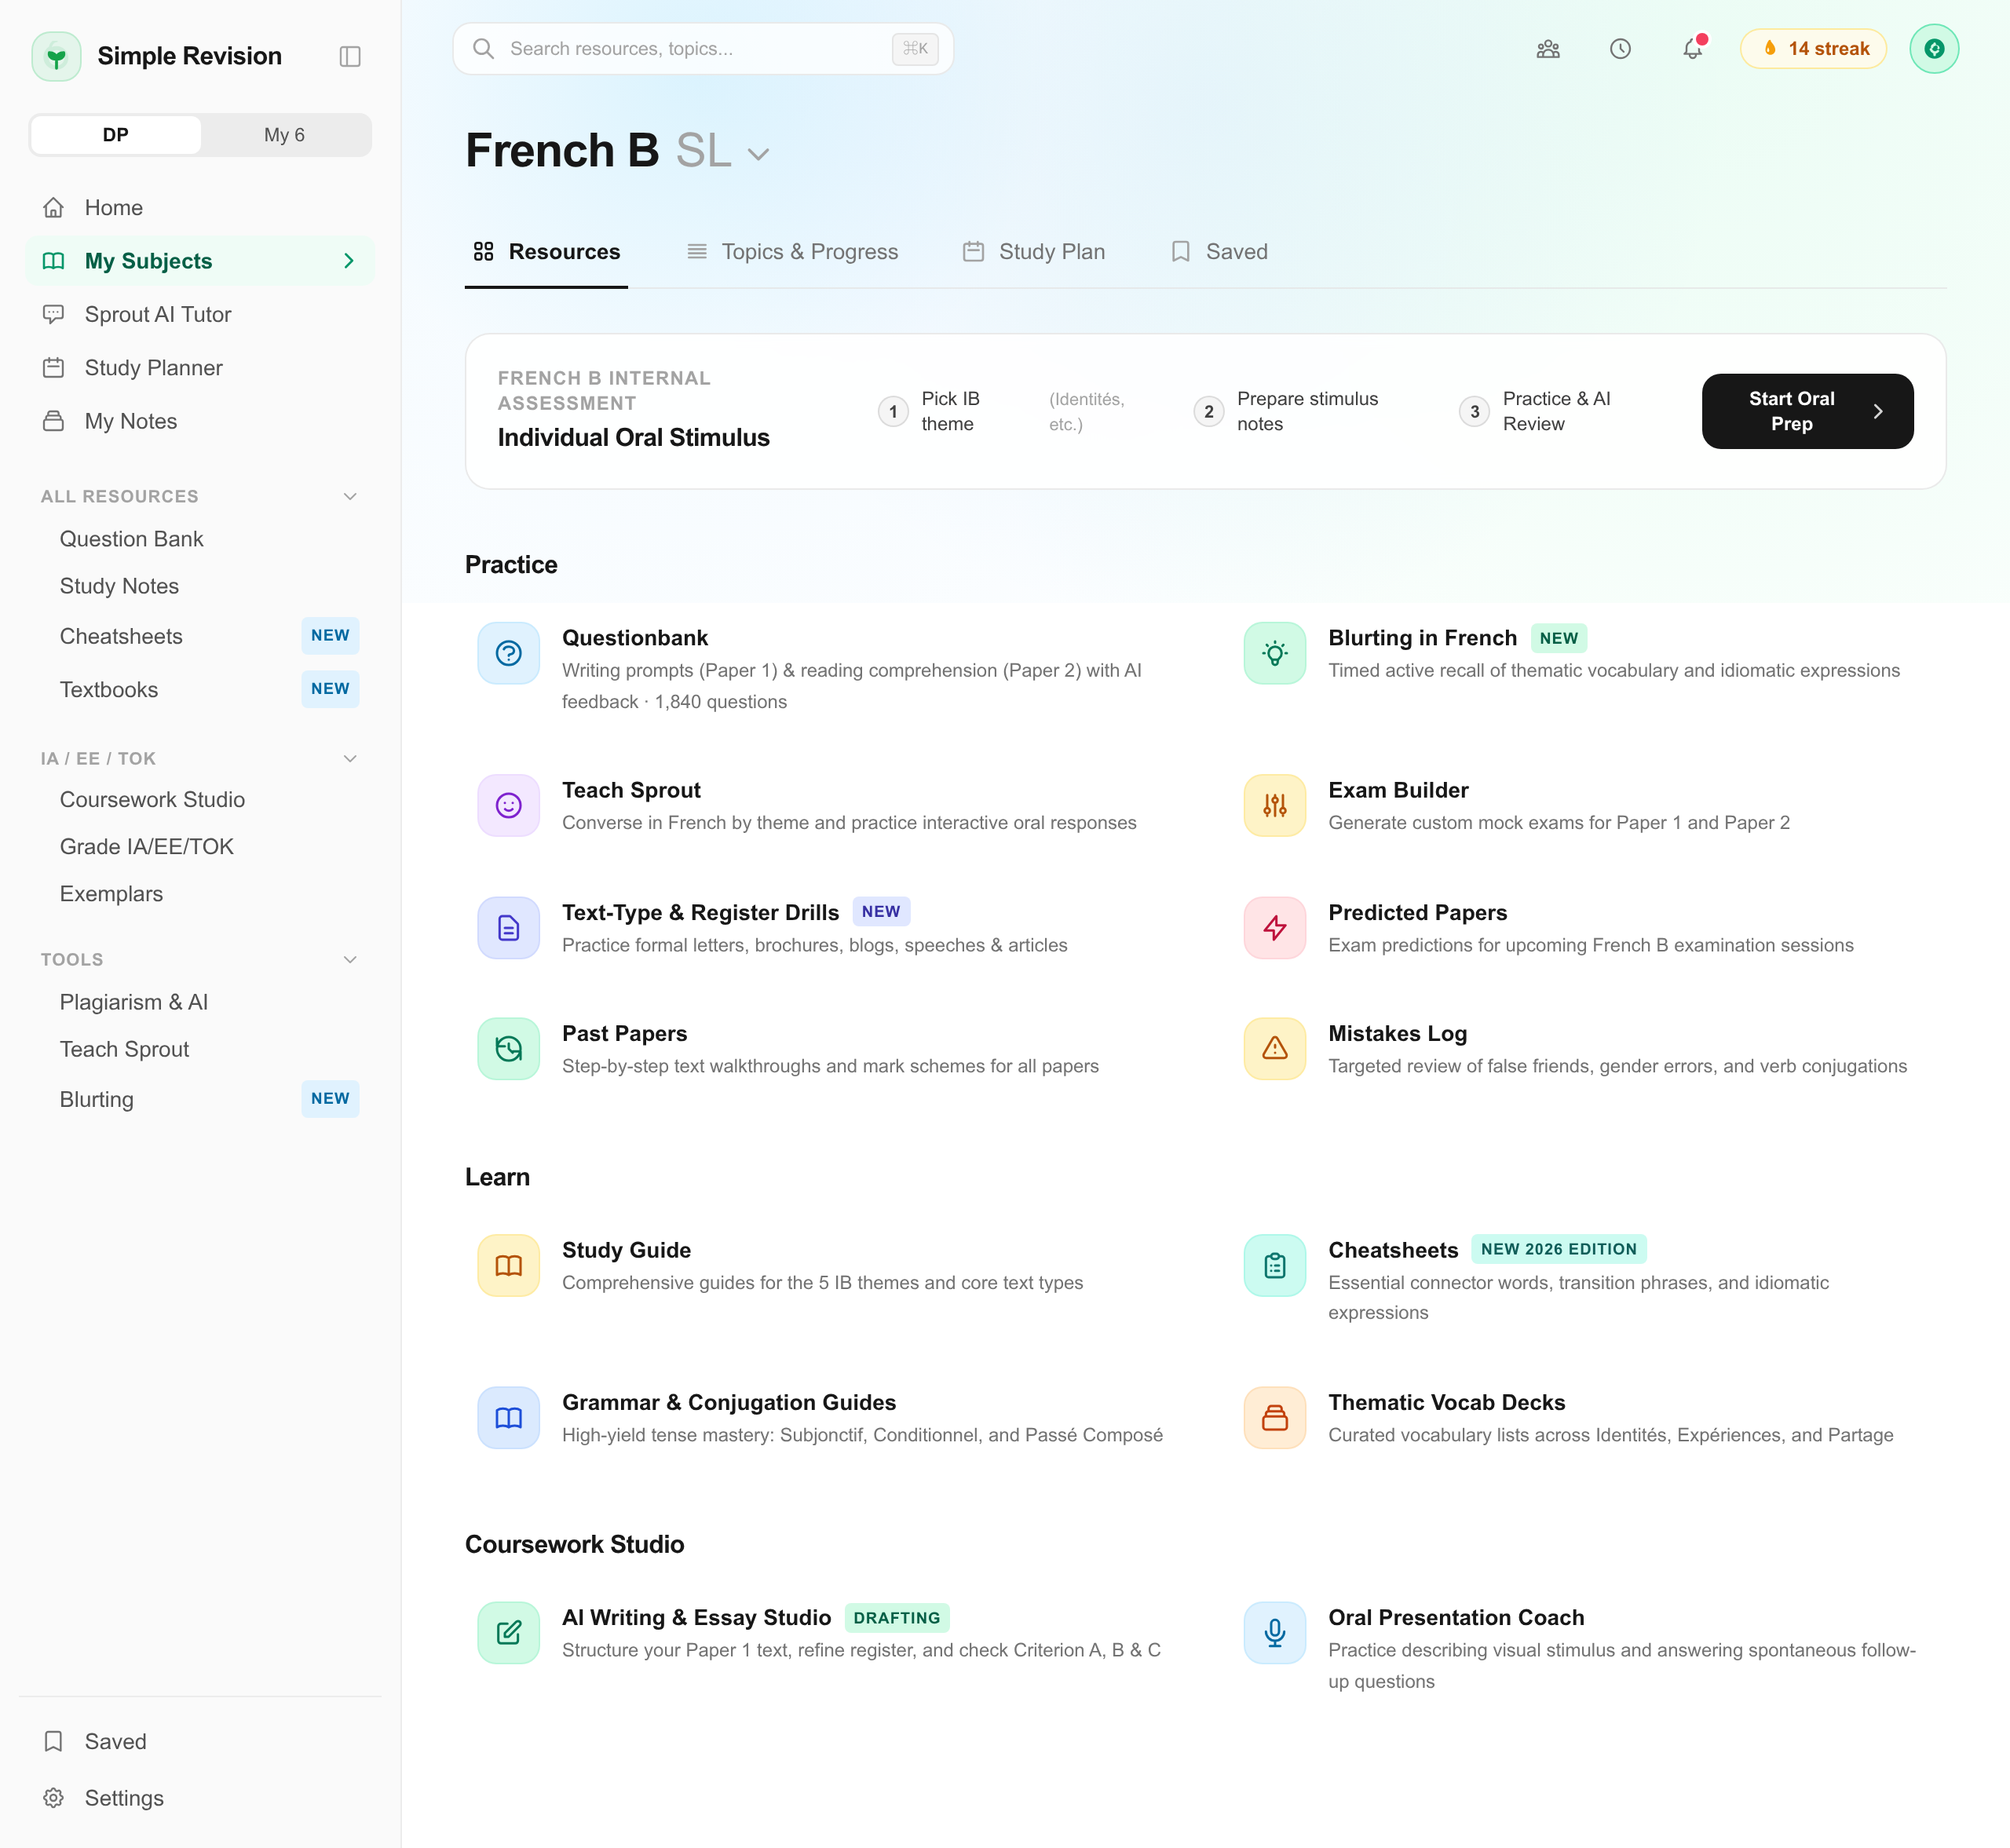 Simple Revision
Search resources, topics...
⌘K
14 streak
DP
My 6
Home
My Subjects
Sprout AI Tutor
Study Planner
My Notes
ALL RESOURCES
Question Bank
Study Notes
Cheatsheets NEW
Textbooks NEW
IA / EE / TOK
Coursework Studio
Grade IA/EE/TOK
Exemplars
TOOLS
Plagiarism & AI
Teach Sprout
Blurting NEW
Saved
Settings
French B SL
Resources
Topics & Progress
Study Plan
Saved
FRENCH B INTERNAL
ASSESSMENT
Individual Oral Stimulus
1
Pick IB
theme
(Identités,
etc.)
2
Prepare stimulus
notes
3
Practice & AI
Review
Start Oral
Prep
Practice
Questionbank
Writing prompts (Paper 1) & reading comprehension (Paper 2) with AI
feedback · 1,840 questions
Blurting in French NEW
Timed active recall of thematic vocabulary and idiomatic expressions
Teach Sprout
Converse in French by theme and practice interactive oral responses
Exam Builder
Generate custom mock exams for Paper 1 and Paper 2
Text-Type & Register Drills NEW
Practice formal letters, brochures, blogs, speeches & articles
Predicted Papers
Exam predictions for upcoming French B examination sessions
Past Papers
Step-by-step text walkthroughs and mark schemes for all papers
Mistakes Log
Targeted review of false friends, gender errors, and verb conjugations
Learn
Study Guide
Comprehensive guides for the 5 IB themes and core text types
Cheatsheets NEW 2026 EDITION
Essential connector words, transition phrases, and idiomatic
expressions
Grammar & Conjugation Guides
High-yield tense mastery: Subjonctif, Conditionnel, and Passé Composé
Thematic Vocab Decks
Curated vocabulary lists across Identités, Expériences, and Partage
Coursework Studio
AI Writing & Essay Studio DRAFTING
Structure your Paper 1 text, refine register, and check Criterion A, B & C
Oral Presentation Coach
Practice describing visual stimulus and answering spontaneous follow-
up questions